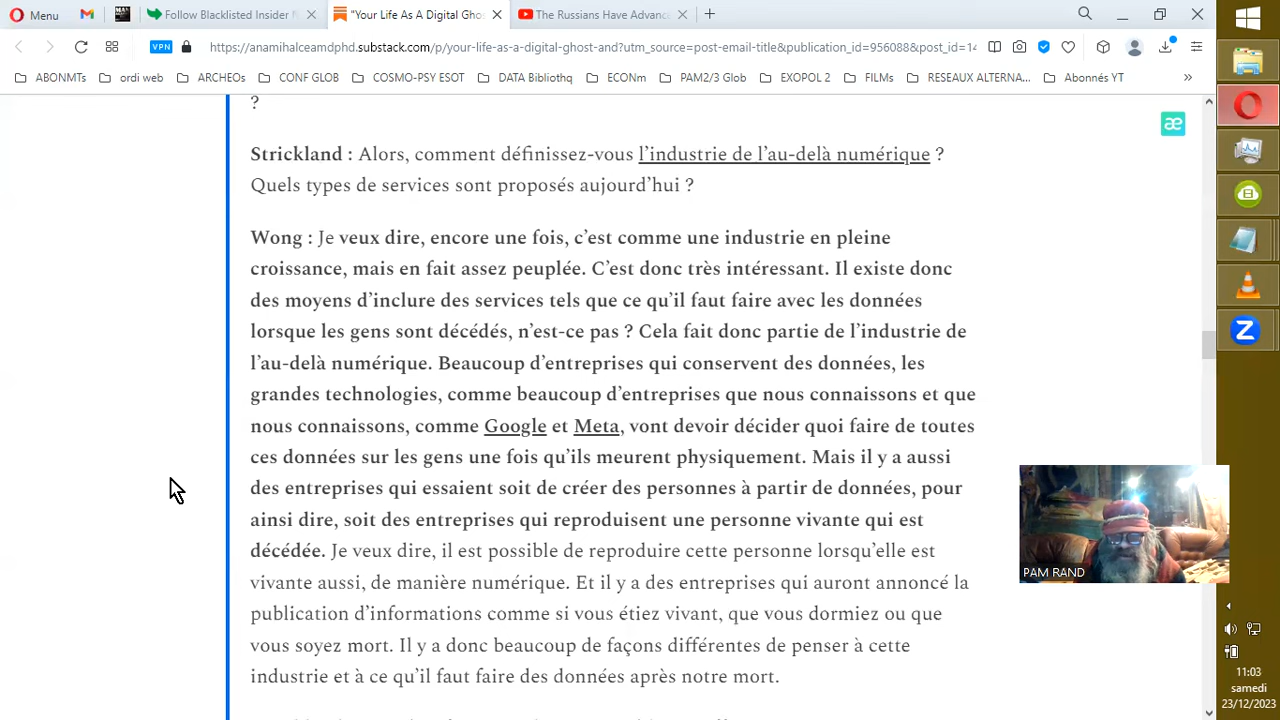 Menu
Follow Blacklisted Insider
"Your Life As A Digital Ghos
The Russians Have Advanc
VPN
https://anamihalceamdphd.substack.com/p/your-life-as-a-digital-ghost-and?utm_source=post-email-title&publication_id=956088&post_id=14
ABONMTs
ordi web
ARCHEOs
CONF GLOB
COSMO-PSY ESOT
DATA Inblithq
ECONm
PAM2/3 Glob
EXOPOL 2
FILMs
RESEAUX ALTERNA...
Abonnés YT
»
?
æ
Strickland : Alors, comment définissez-vous l'industrie de l'au-delà numérique ?
Quels types de services sont proposés aujourd'hui ?
Wong : Je veux dire, encore une fois, c'est comme une industrie en pleine
croissance, mais en fait assez peuplée. C'est donc très intéressant. Il existe donc
des moyens d'inclure des services tels que ce qu'il faut faire avec les données
lorsque les gens sont décédés, n'est-ce pas ? Cela fait donc partie de l'industrie de
l'au-delà numérique. Beaucoup d'entreprises qui conservent des données, les
grandes technologies, comme beaucoup d'entreprises que nous connaissons et que
nous connaissons, comme Google et Meta, vont devoir décider quoi faire de toutes
ces données sur les gens une fois qu'ils meurent physiquement. Mais il y a aussi
des entreprises qui essaient soit de créer des personnes à partir de données, pour
ainsi dire, soit des entreprises qui reproduisent une personne vivante qui est
décédée. Je veux dire, il est possible de reproduire cette personne lorsqu'elle est
vivante aussi, de manière numérique. Et il y a des entreprises qui auront annoncé la
publication d'informations comme si vous étiez vivant, que vous dormiez ou que
vous soyez mort. Il y a donc beaucoup de façons différentes de penser à cette
industrie et à ce qu'il faut faire des données après notre mort.
PAM RAND
Z
11:03
samedi
23/12/2023